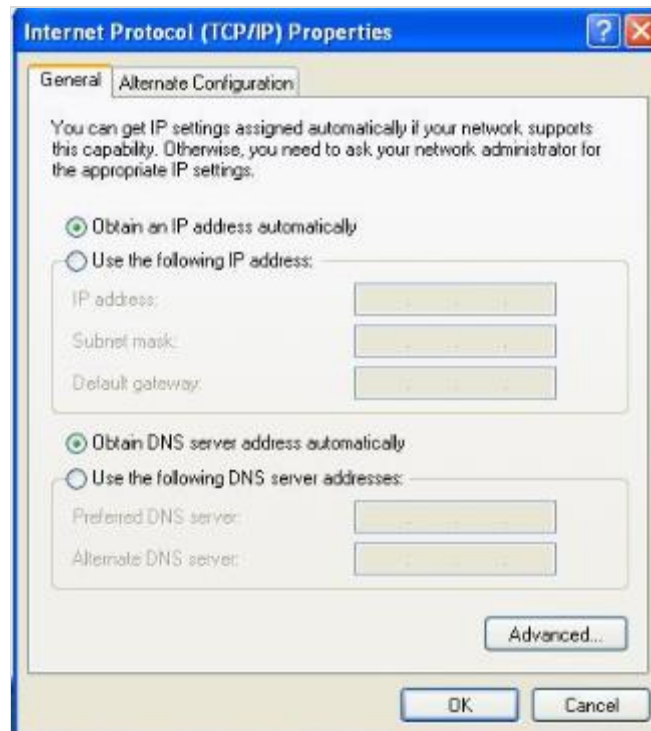 Internet Protocol (TCP/IP) Properties
General
Alternate Configuration
You can get IP settings assigned automatically if your network supports
this capability. Otherwise, you need to ask your network administrator for
the appropriate IP settings.
Obtain an IP address automatically
Use the following IP address:
IP address:
Subnet mask:
Default gateway:
Obtain DNS server address automatically
Use the following DNS server addresses:
Preferred DNS server:
Alternate DNS server:
Advanced...
OK
Cancel